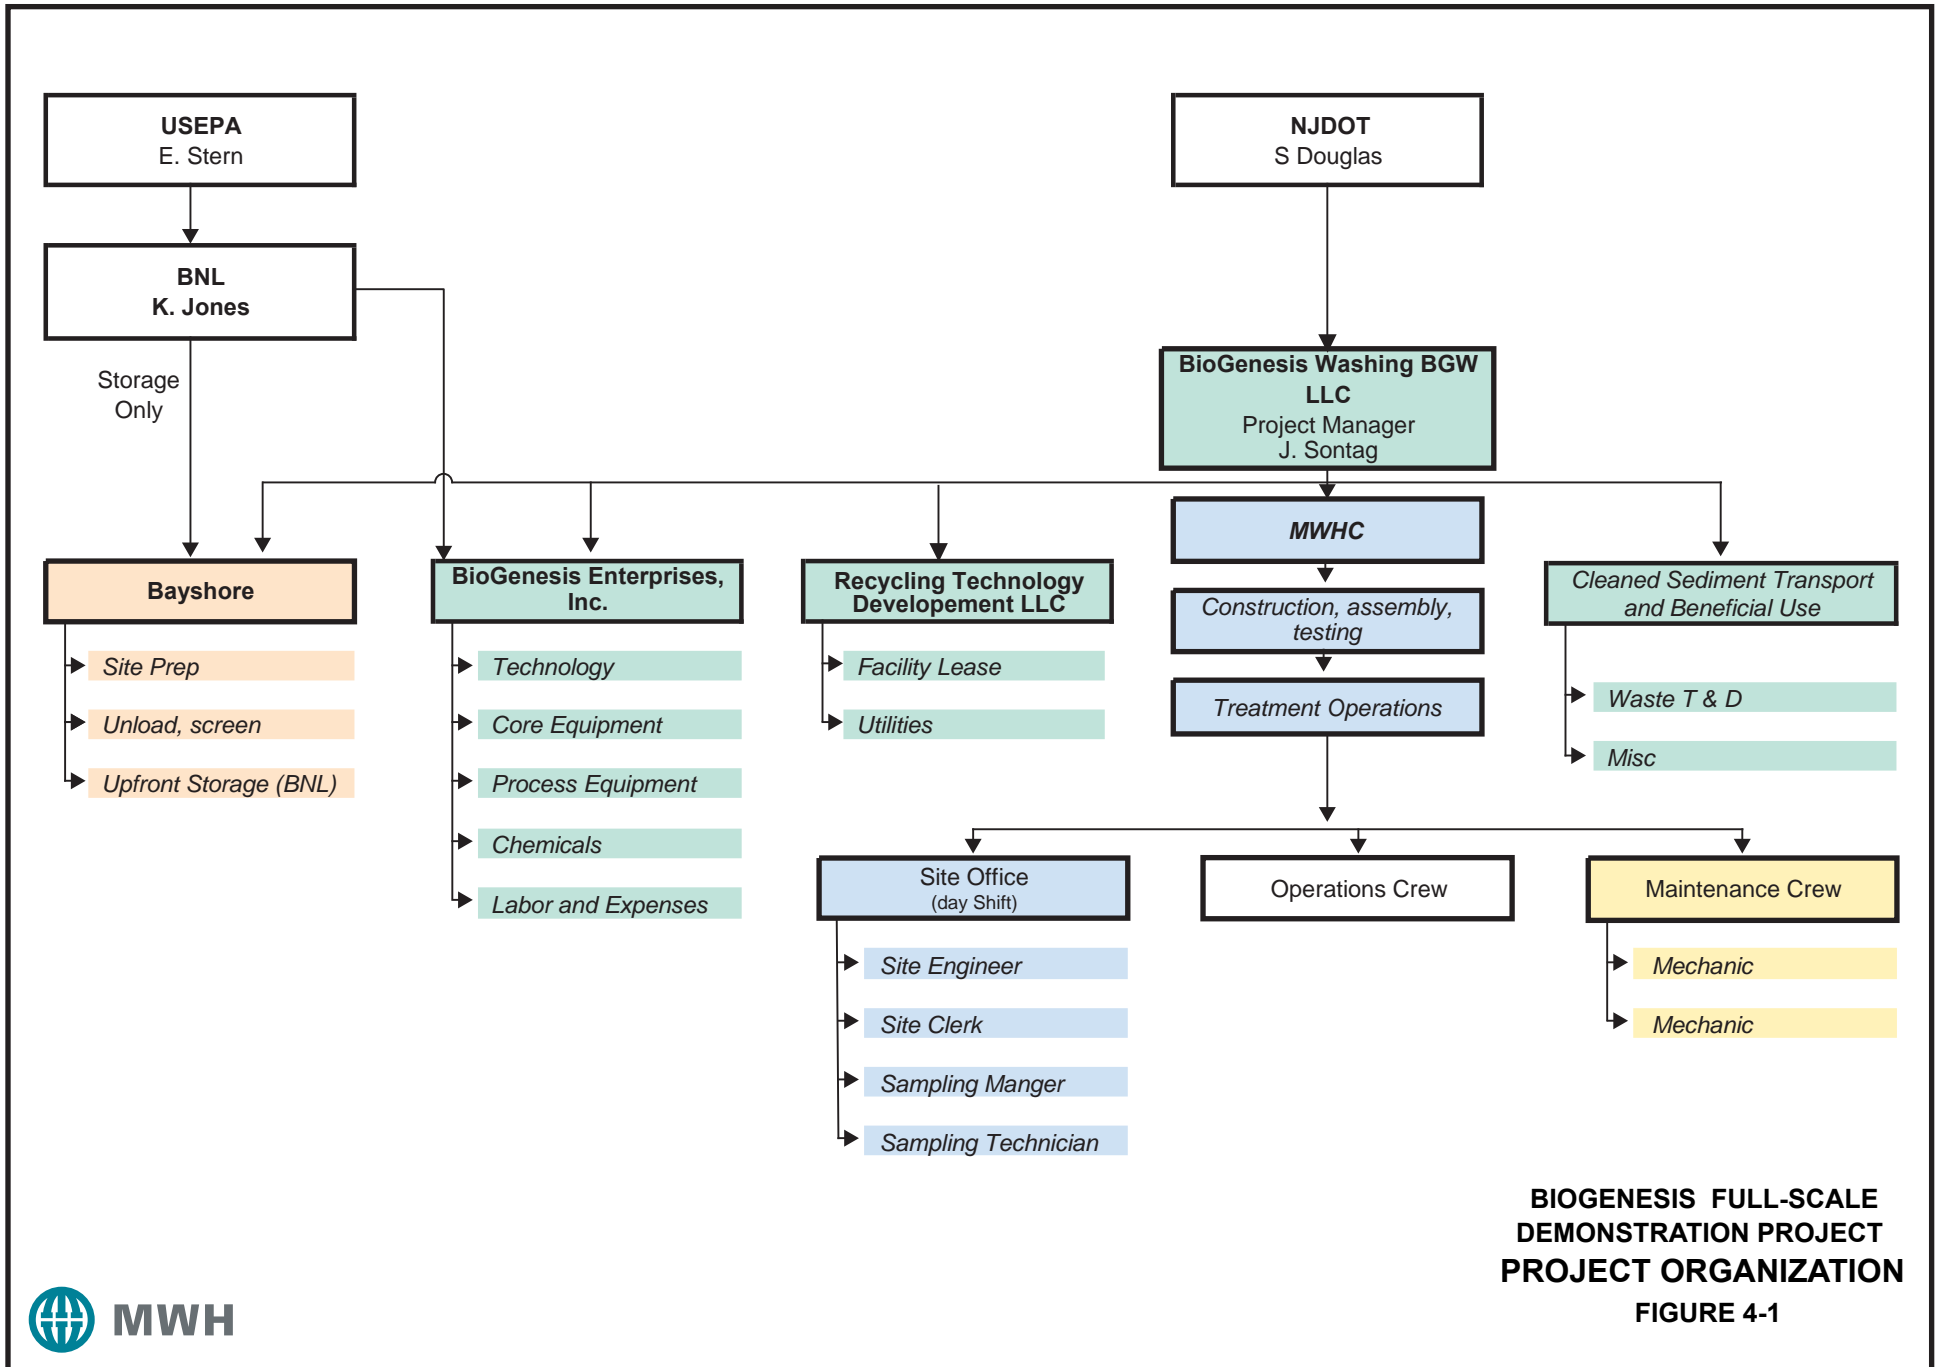 USEPA
E. Stern
NJDOT
S Douglas
BNL
K. Jones
Storage
Only
BioGenesis Washing BGW
LLC
Project Manager
J. Sontag
MWHC
Bayshore
BioGenesis Enterprises,
Inc.
Recycling Technology
Developement LLC
Construction, assembly,
testing
Cleaned Sediment Transport
and Beneficial Use
Site Prep
Unload, screen
Upfront Storage (BNL)
Technology
Core Equipment
Process Equipment
Chemicals
Labor and Expenses
Facility Lease
Utilities
Treatment Operations
Waste T & D
Misc
Site Office
(day Shift)
Operations Crew
Maintenance Crew
Site Engineer
Site Clerk
Sampling Manger
Sampling Technician
Mechanic
Mechanic
BIOGENESIS FULL-SCALE
DEMONSTRATION PROJECT
PROJECT ORGANIZATION
FIGURE 4-1
MWH